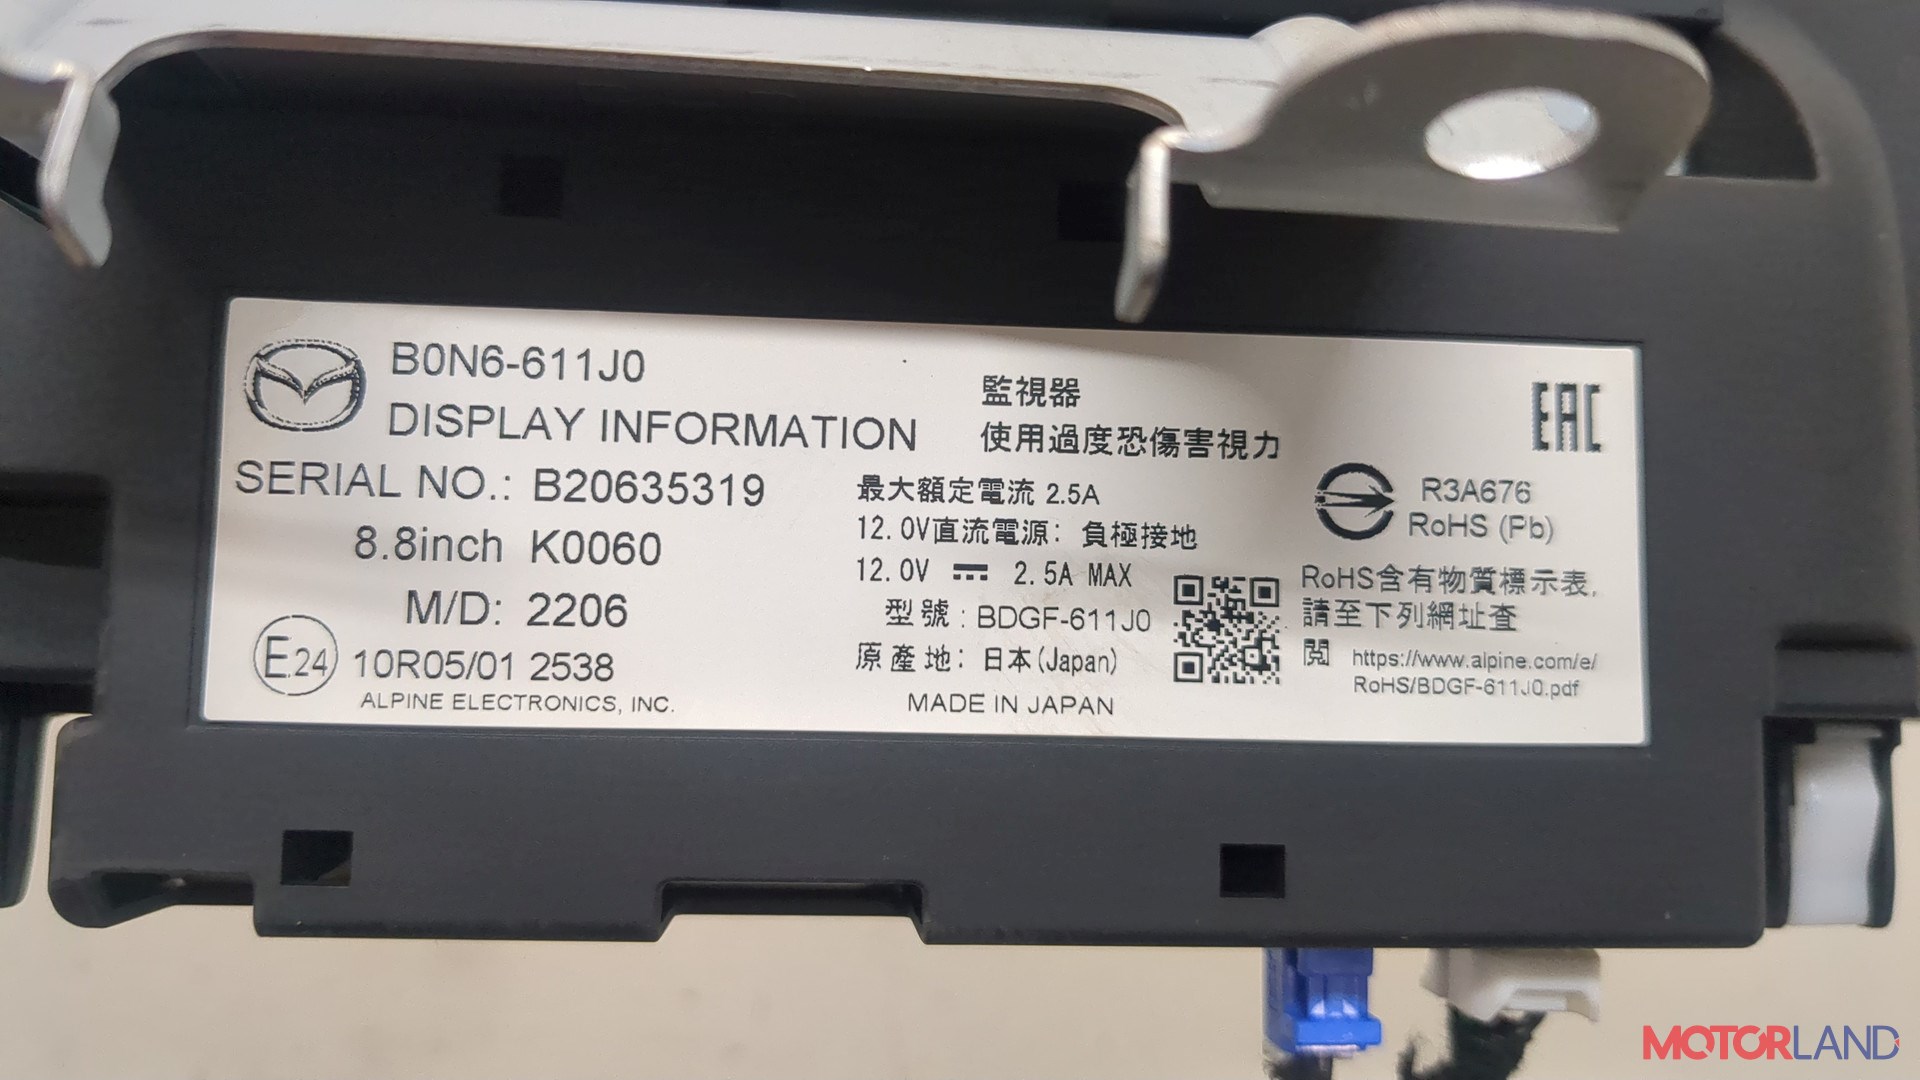 B0N6-611J0
DISPLAY INFORMATION
SERIAL NO.: B20635319
8.8inch K0060
M/D: 2206
E24 10R05/01 2538
ALPINE ELECTRONICS, INC.
監視器
使用過度恐傷害視力
最大額定電流 2.5A
12.0V直流電源: 負極接地
12.0V ⎓ 2.5A MAX
型號: BDGF-611J0
原產地: 日本(Japan)
MADE IN JAPAN
EAC
R3A676
RoHS (Pb)
RoHS含有物質標示表,
請至下列網址查
閱 https://www.alpine.com/e/
RoHS/BDGF-611J0.pdf
MOTORLAND